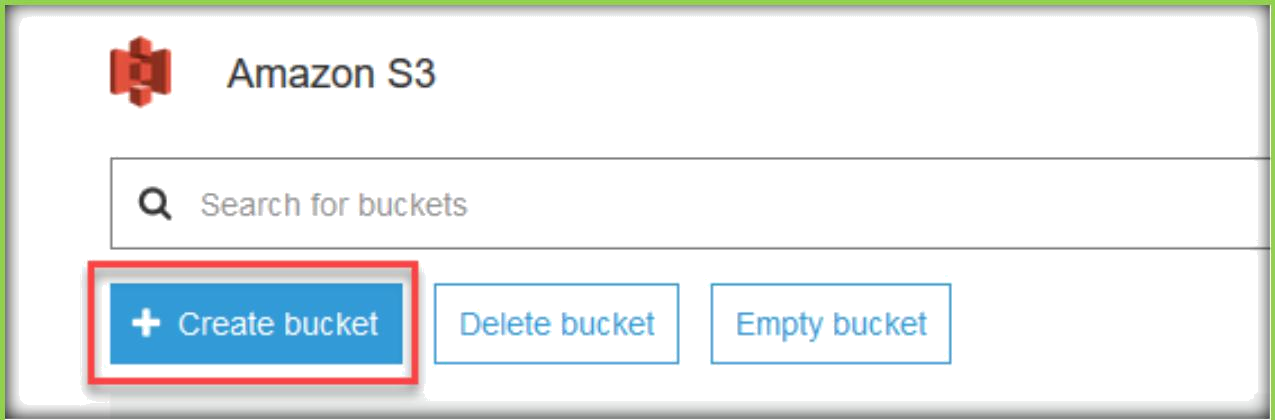 Amazon S3
Search for buckets
Create bucket Delete bucket Empty bucket